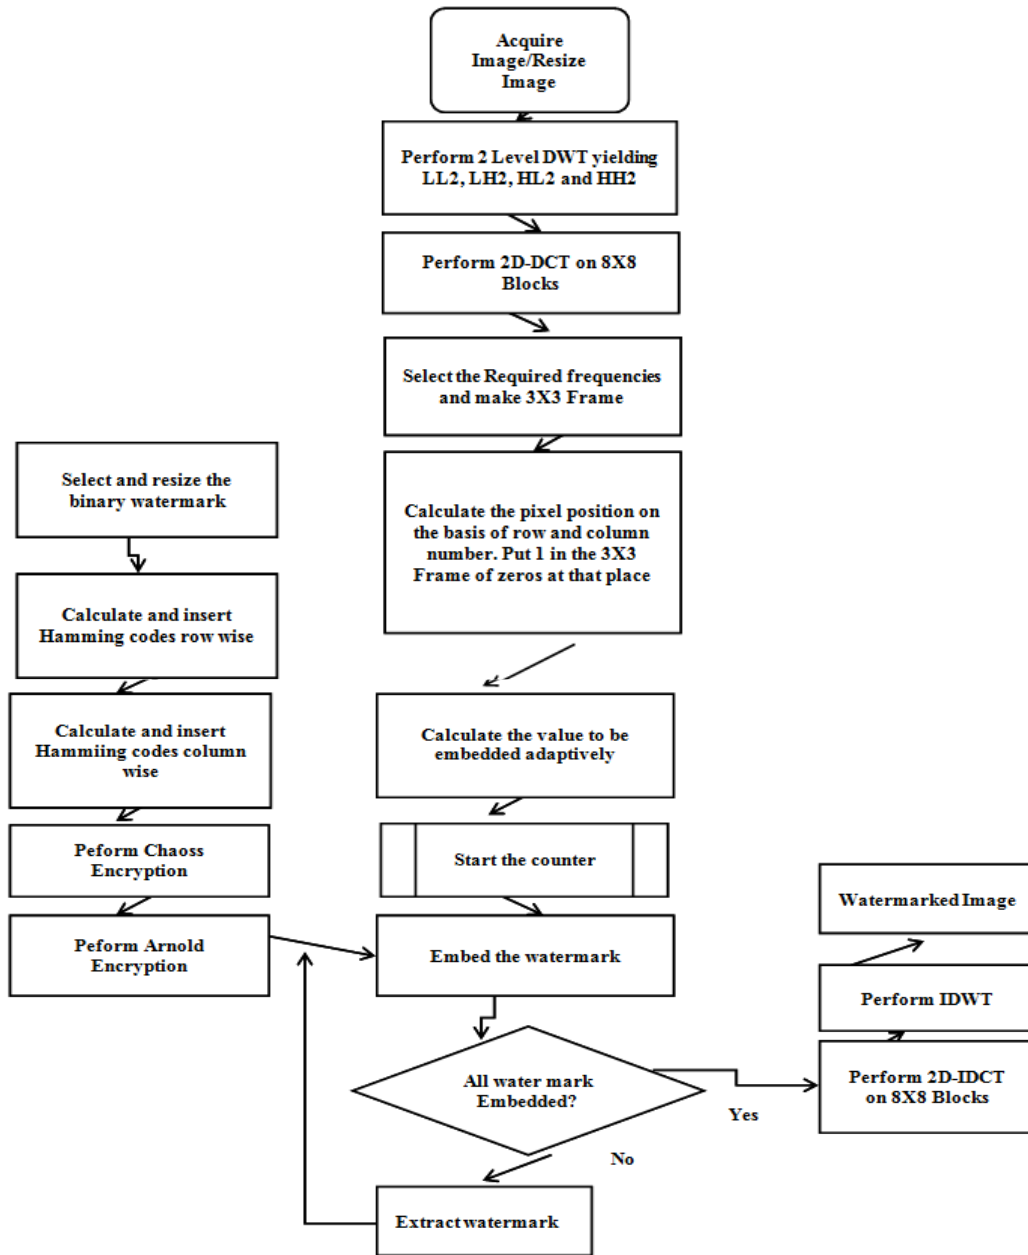 Acquire
Image/Resize
Image
Perform 2 Level DWT yielding
LL2, LH2, HL2 and HH2
Perform 2D-DCT on 8X8
Blocks
Select the Required frequencies
and make 3X3 Frame
Calculate the pixel position on
the basis of row and column
number. Put 1 in the 3X3
Frame of zeros at that place
Calculate the value to be
embedded adaptively
Start the counter
Select and resize the
binary watermark
Calculate and insert
Hamming codes row wise
Calculate and insert
Hammiing codes column
wise
Peform Chaoss
Encryption
Peform Arnold
Encryption
Embed the watermark
All water mark
Embedded?
Yes
No
Extract watermark
Perform 2D-IDCT
on 8X8 Blocks
Perform IDWT
Watermarked Image